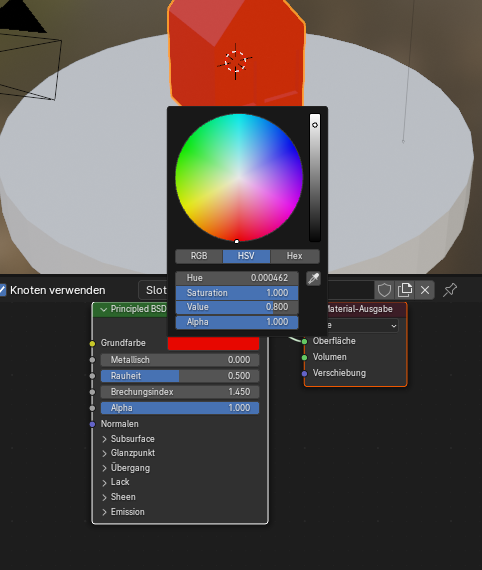 RGB HSV Hex
Hue 0.000462
Saturation 1.000
Value 0.800
Alpha 1.000
Knoten verwenden Slot
Principled BSD
Material-Ausgabe
e
Grundfarbe
Oberfläche
Metallisch 0.000
Volumen
Rauheit 0.500
Verschiebung
Brechungsindex 1.450
Alpha 1.000
Normalen
Subsurface
Glanzpunkt
Übergang
Lack
Sheen
Emission